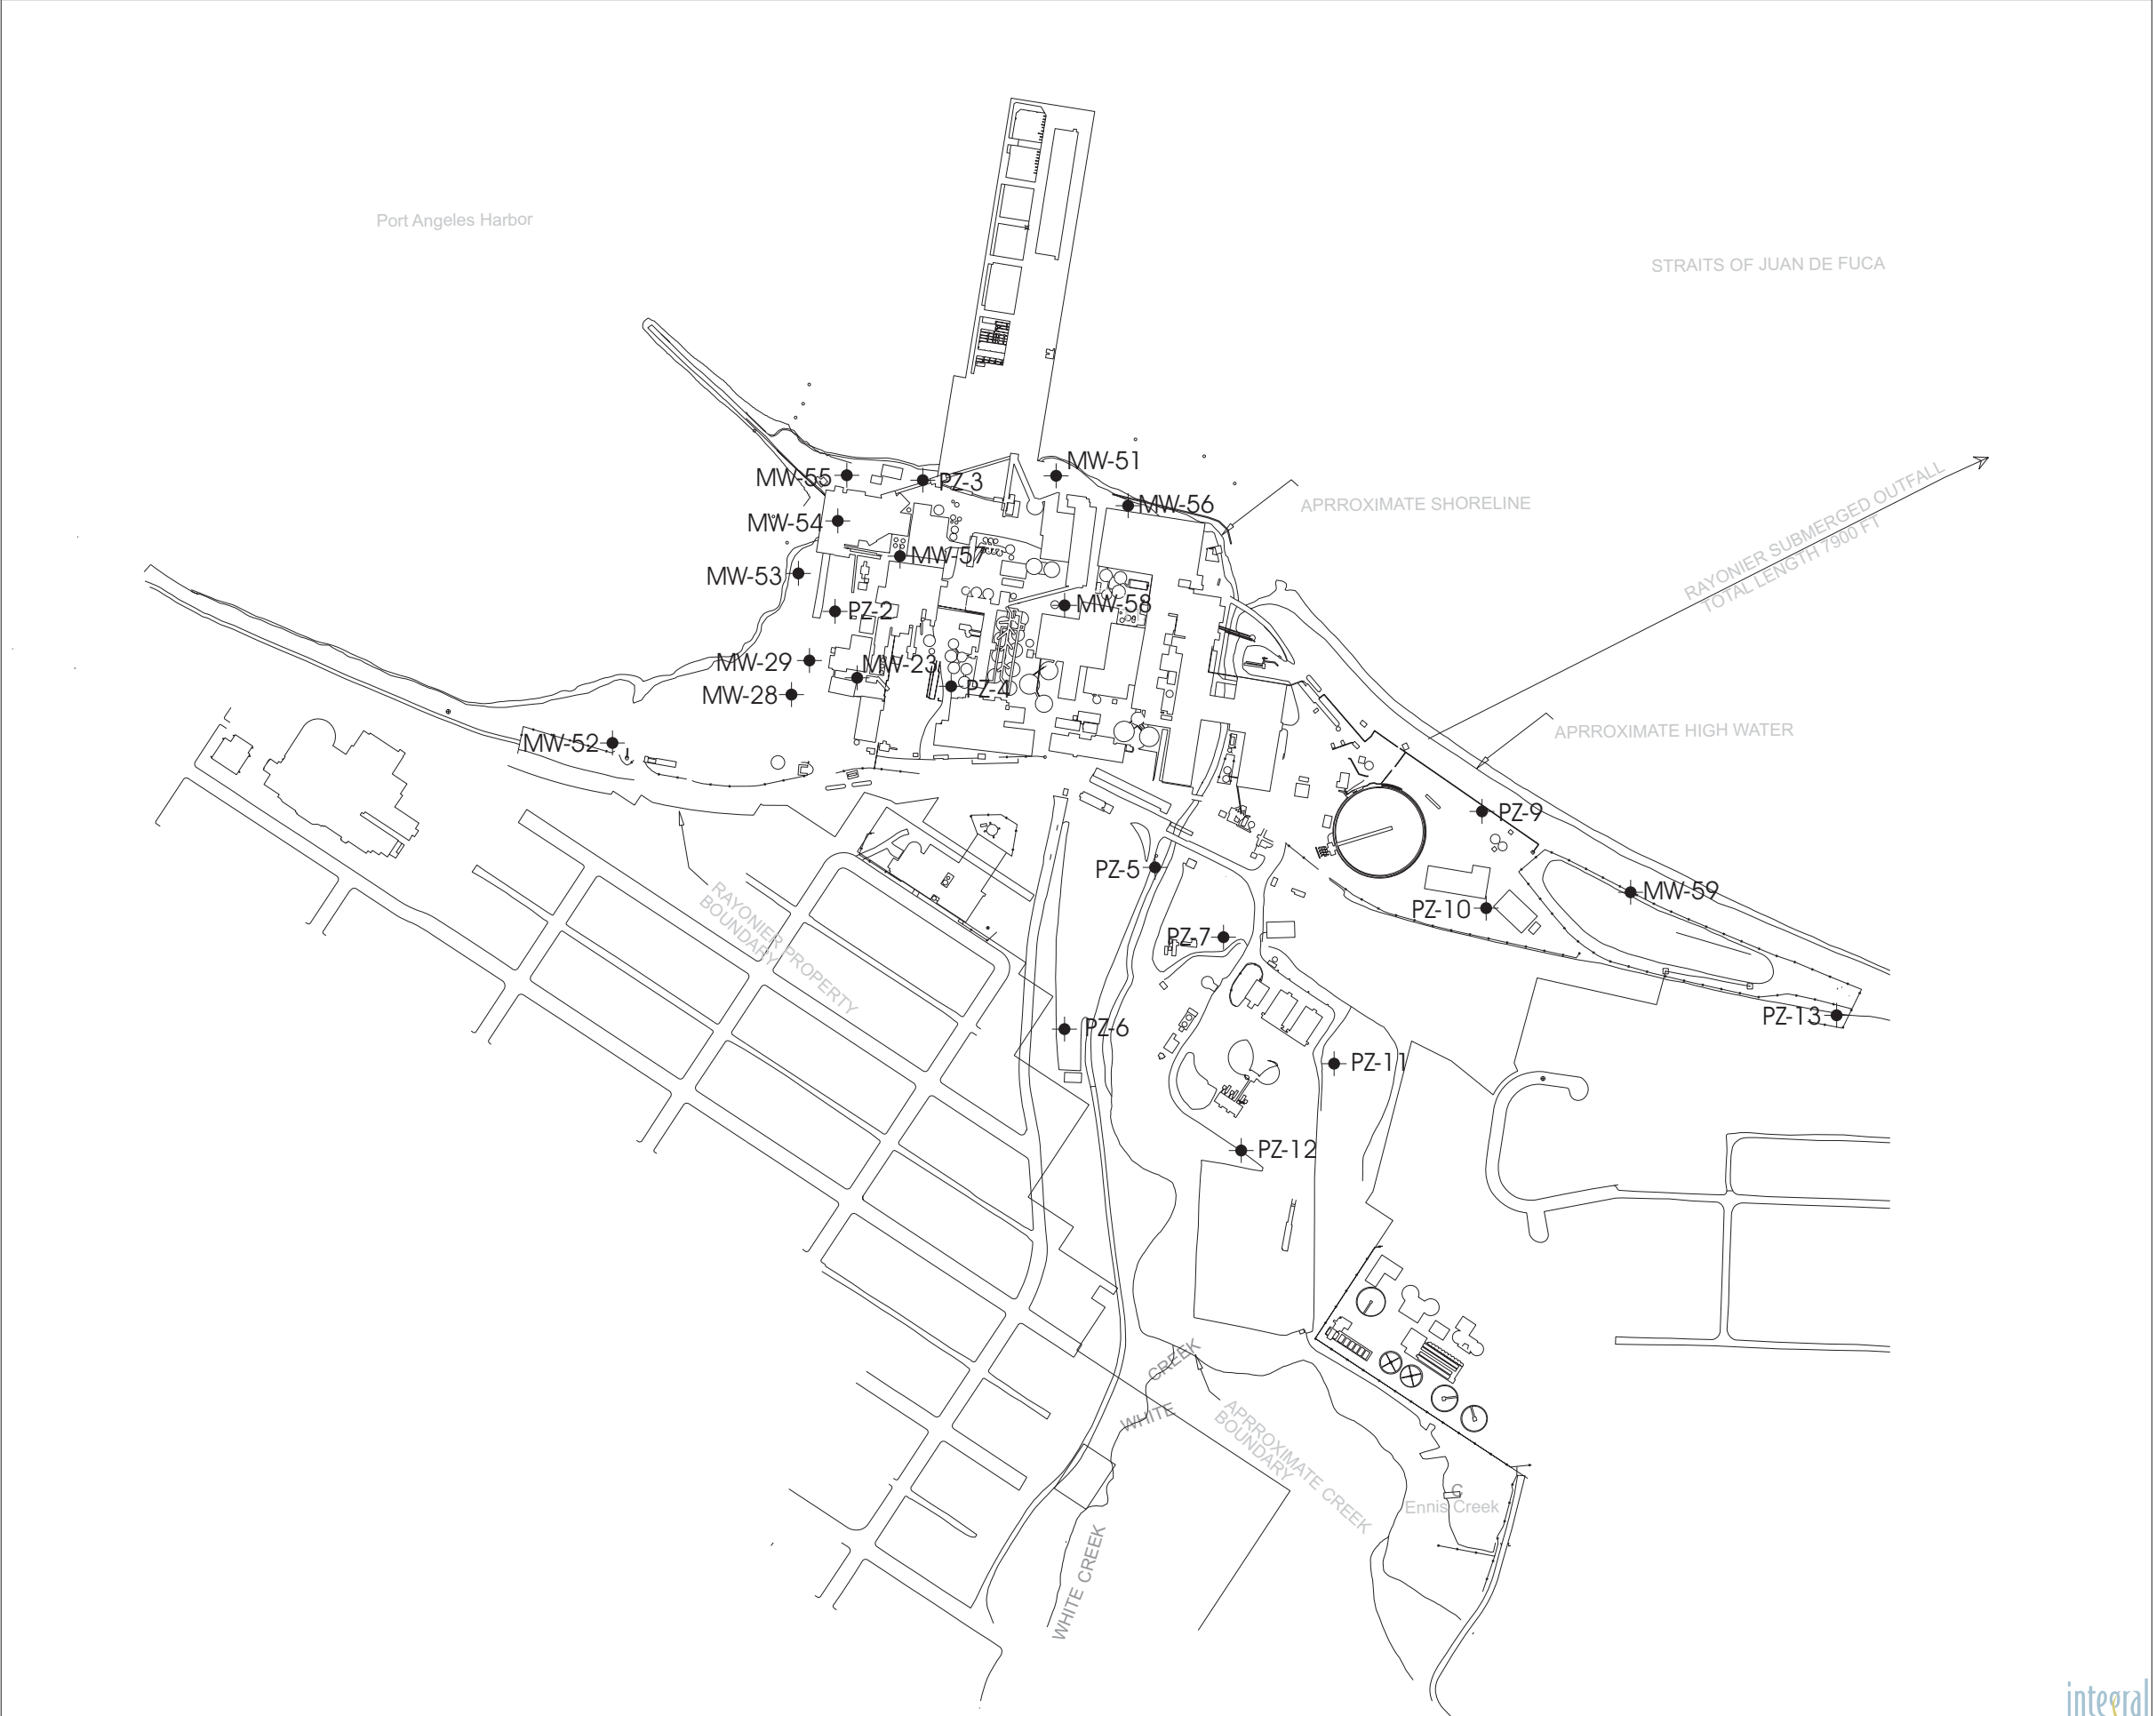 Port Angeles Harbor
STRAITS OF JUAN DE FUCA
MW-51
MW-55
PZ-3
MW-56
APRROXIMATE SHORELINE
RAYONIER SUBMERGED OUTFALL
TOTAL LENGTH 7900 FT
MW-54
MW-57
MW-53
MW-58
PZ-2
MW-29
MW-23
MW-28
PZ-4
MW-52
APRROXIMATE HIGH WATER
PZ-9
PZ-5
MW-59
PZ-10
RAYONIER PROPERTY
BOUNDARY
PZ-7
PZ-13
PZ-6
PZ-11
PZ-12
CREEK
WHITE
APRROXIMATE CREEK
BOUNDARY
C
Ennis Creek
WHITE CREEK
integral